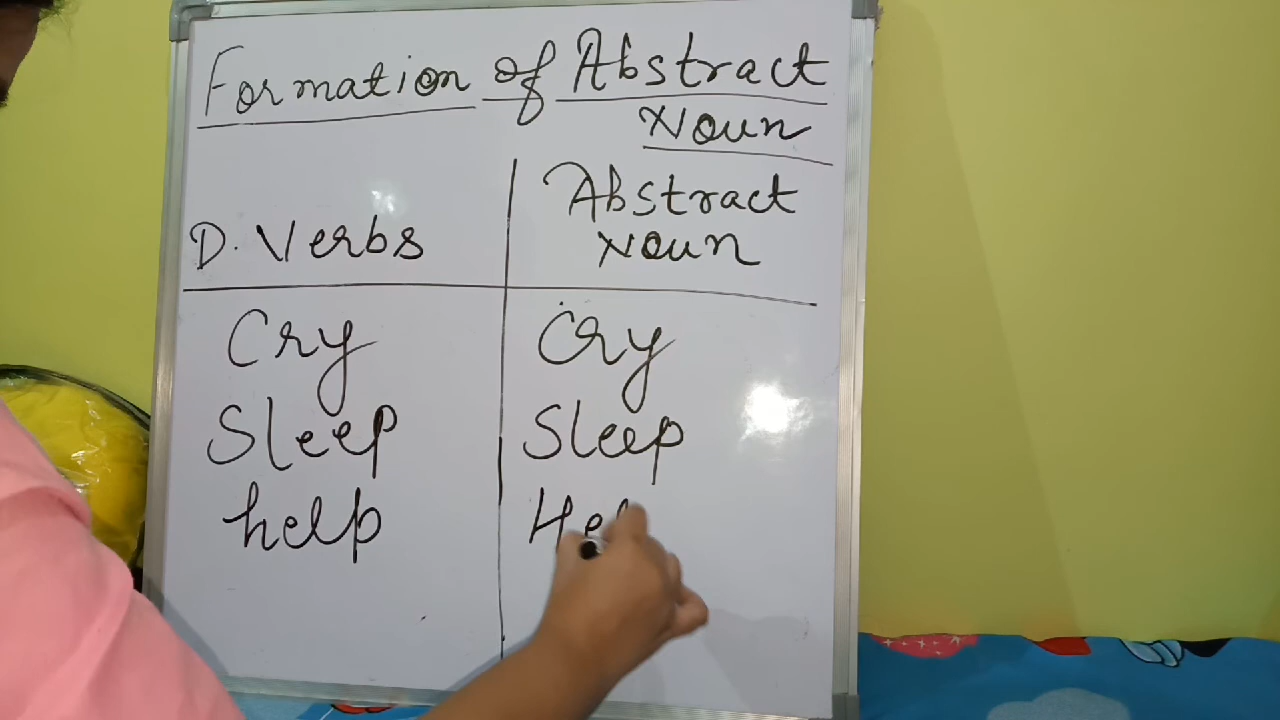 Formation of Abstract
Noun
D. Verbs
Abstract
Noun
Cry
Cry
Sleep
Sleep
help